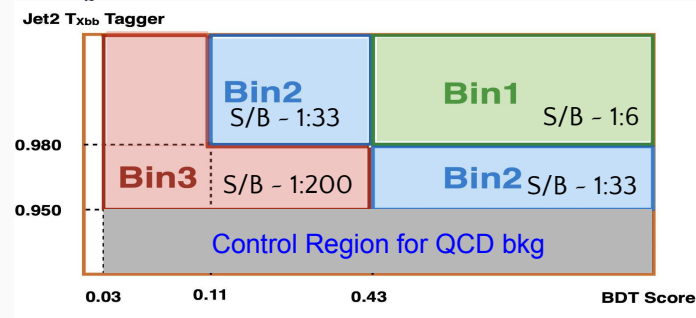 Jet2 TXbb Tagger
Bin2
S/B ~ 1:33
Bin1
S/B ~ 1:6
0.980
Bin3
S/B ~ 1:200
Bin2 S/B ~ 1:33
0.950
Control Region for QCD bkg
0.03
0.11
0.43
BDT Score